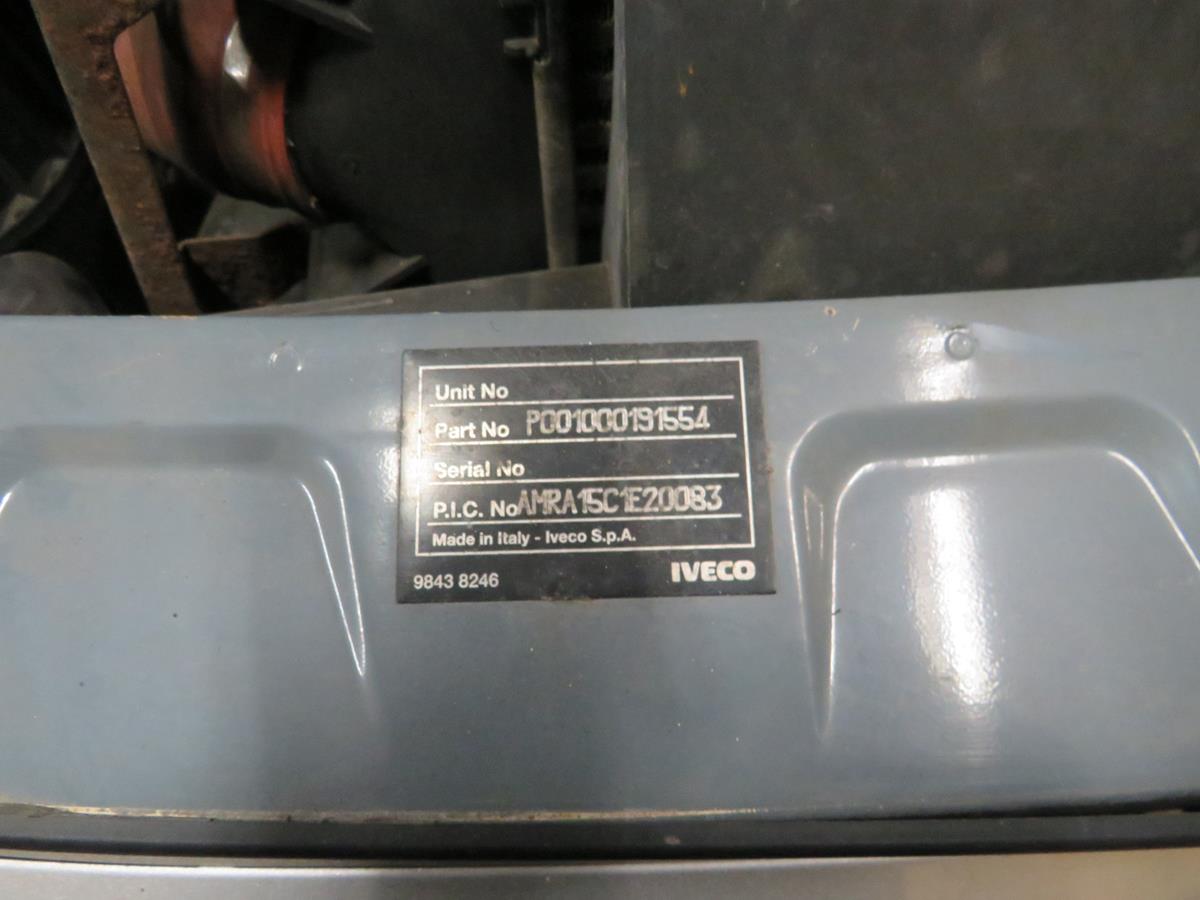 Unit No
Part No P001000191554
Serial No
P.I.C. No AMRA15C1E20083
Made in Italy - Iveco S.p.A.
9843 8246 IVECO